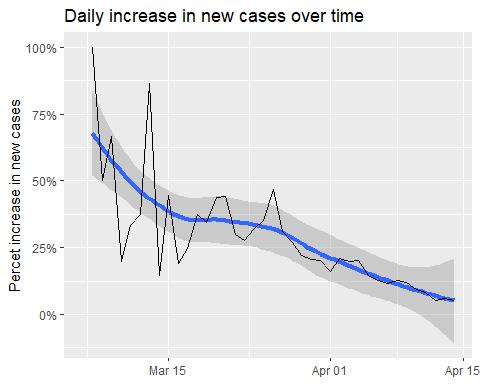 Daily increase in new cases over time
Percet increase in new cases
100%
75%
50%
25%
0%
Mar 15
Apr 01
Apr 15